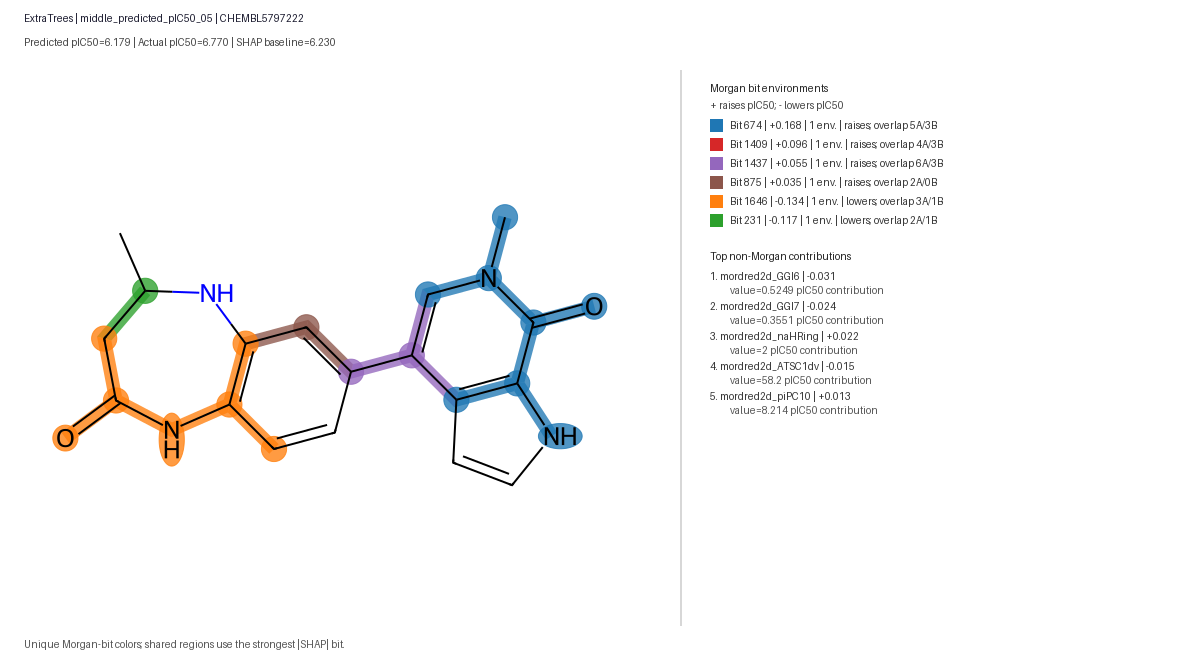 ExtraTrees | middle_predicted_pIC50_05 | CHEMBL5797222
Predicted pIC50=6.179 | Actual pIC50=6.770 | SHAP baseline=6.230
Morgan bit environments
+ raises pIC50; - lowers pIC50
Bit 674 | +0.168 | 1 env. | raises; overlap 5A/3B
Bit 1409 | +0.096 | 1 env. | raises; overlap 4A/3B
Bit 1437 | +0.055 | 1 env. | raises; overlap 6A/3B
Bit 875 | +0.035 | 1 env. | raises; overlap 2A/0B
Bit 1646 | -0.134 | 1 env. | lowers; overlap 3A/1B
Bit 231 | -0.117 | 1 env. | lowers; overlap 2A/1B
Top non-Morgan contributions
1. mordred2d_GGI6 | -0.031
value=0.5249 pIC50 contribution
2. mordred2d_GGI7 | -0.024
value=0.3551 pIC50 contribution
3. mordred2d_naHRing | +0.022
value=2 pIC50 contribution
4. mordred2d_ATSC1dv | -0.015
value=58.2 pIC50 contribution
5. mordred2d_piPC10 | +0.013
value=8.214 pIC50 contribution
N
O
NH
NH
O
N
H
Unique Morgan-bit colors; shared regions use the strongest |SHAP| bit.